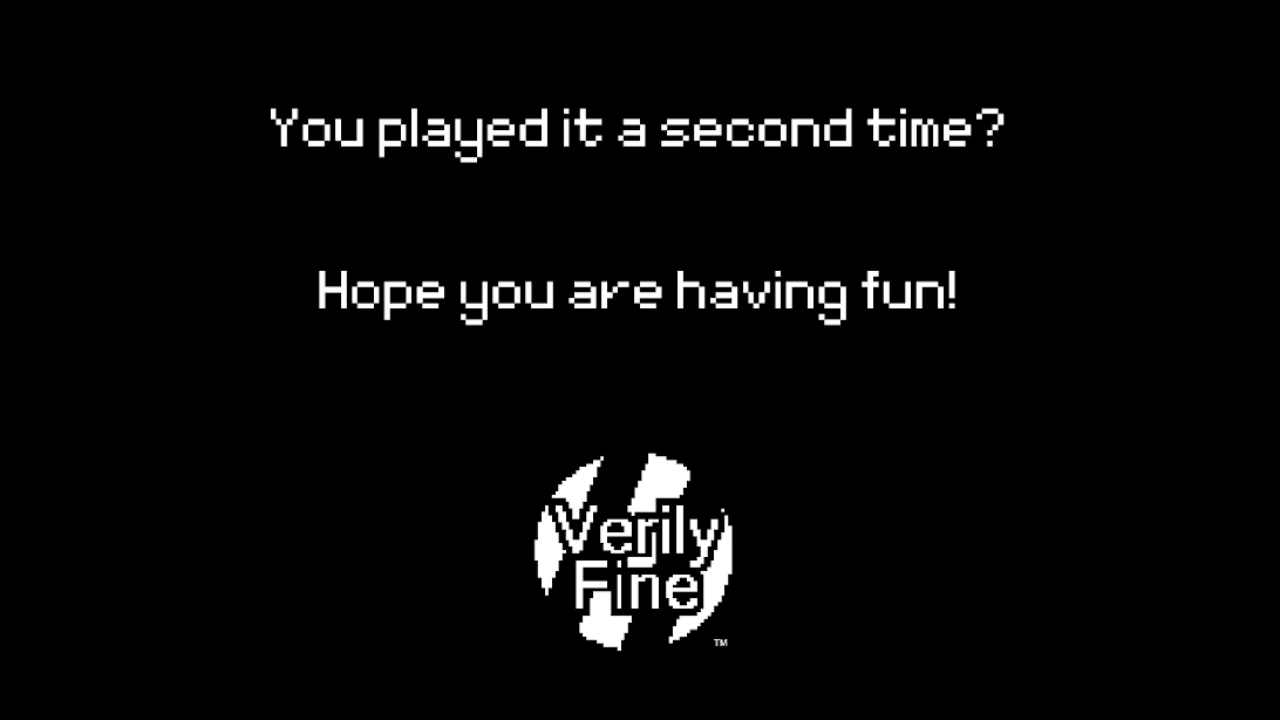 You played it a second time?
Hope you are having fun!
Verily
Fine
™